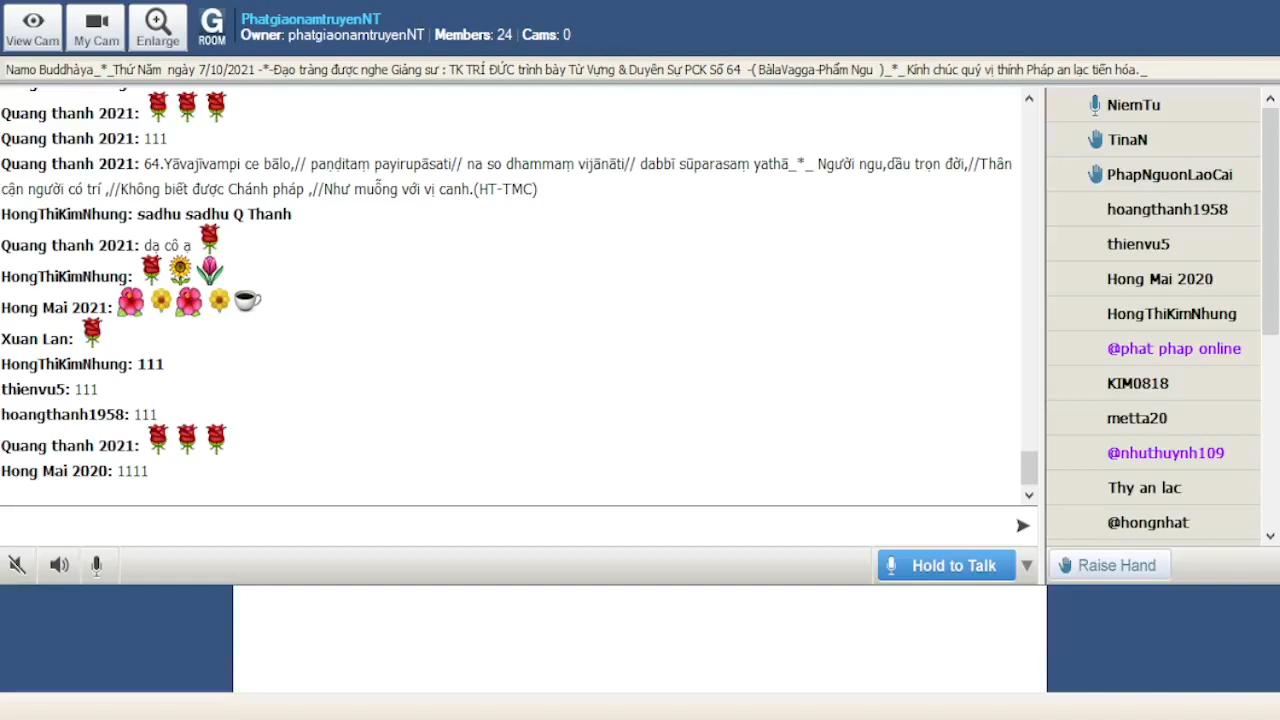 View Cam
My Cam
Enlarge
G
ROOM
PhatgiaonamtruyenNT
Owner: phatgiaonamtruyenNT | Members: 24 | Cams: 0
Namo Buddhàya_*_Thứ Năm ngày 7/10/2021 -*-Đạo tràng được nghe Giảng sư : TK TRÍ ĐỨC trình bày Từ Vựng & Duyên Sự PCK Số 64 -( BàlaVagga-Phẩm Ngu )_*_ Kính chúc quý vị thính Pháp an lạc tiến hóa. _
Quang thanh 2021:
Quang thanh 2021: 111
Quang thanh 2021: 64.Yāvajīvampi ce bālo,// paṇḍitaṃ payirupāsati// na so dhammaṃ vijānāti// dabbī sūparasaṃ yathā_*_ Người ngu,dầu trọn đời,//Thân
cận người có trí ,//Không biết được Chánh pháp ,//Như muỗng với vị canh.(HT-TMC)
HongThiKimNhung: sadhu sadhu Q Thanh
Quang thanh 2021: dạ cô ạ
HongThiKimNhung:
Hong Mai 2021:
Xuan Lan:
HongThiKimNhung: 111
thienvu5: 111
hoangthanh1958: 111
Quang thanh 2021:
Hong Mai 2020: 1111
Hold to Talk
NiemTu
TinaN
PhapNguonLaoCai
hoangthanh1958
thienvu5
Hong Mai 2020
HongThiKimNhung
@phat phap online
KIM0818
metta20
@nhuthuynh109
Thy an lac
@hongnhat
Raise Hand